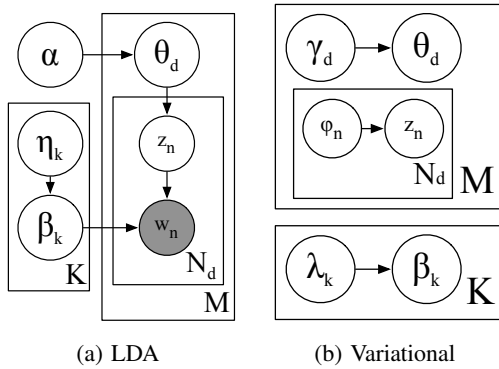 α θd
ηk zn
βk wn
K Nd
M
(a) LDA
γd θd
φn zn
Nd M
λk βk
K
(b) Variational